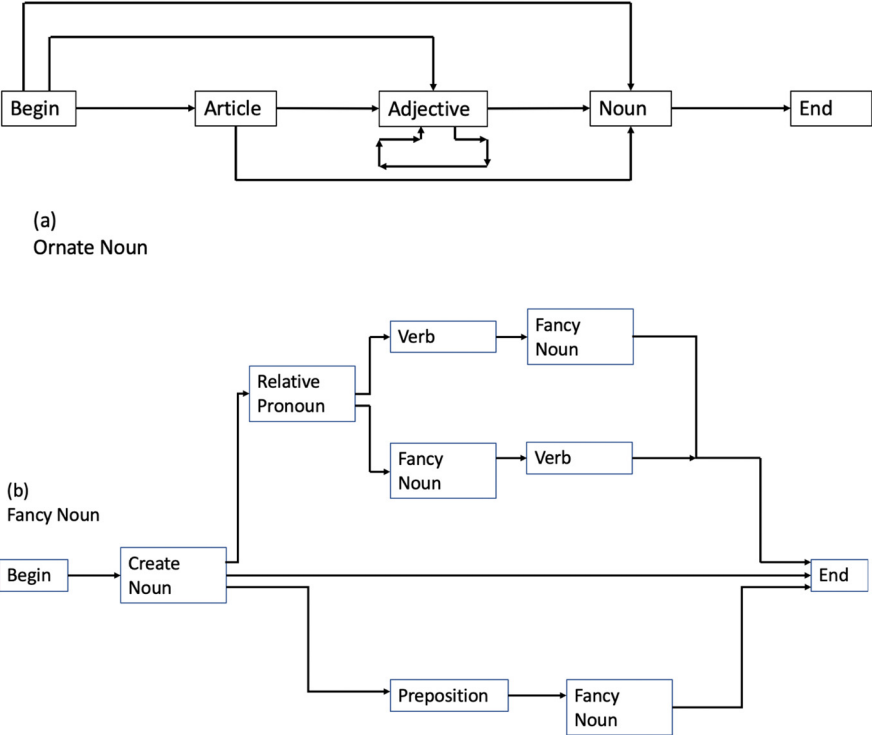 Begin
Article
Adjective
Noun
End
(a)
Ornate Noun
Verb
Fancy
Noun
Relative
Pronoun
Fancy
Noun
Verb
(b)
Fancy Noun
Begin
Create
Noun
End
Preposition
Fancy
Noun